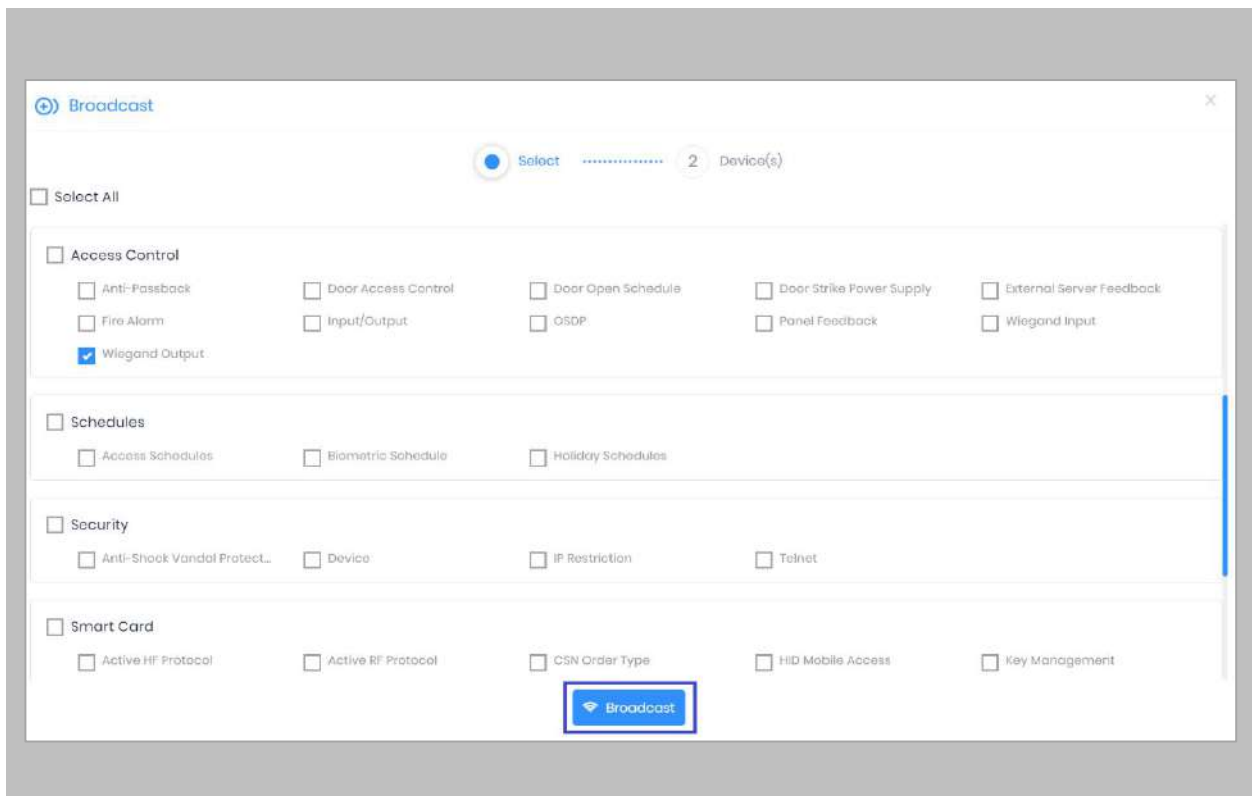 Broadcast
Select 2 Device(s)
Select All
Access Control
Anti-Passback Door Access Control Door Open Schedule Door Strike Power Supply External Server Feedback
Fire Alarm Input/Output OSDP Panel Feedback Wiegand Input
Wiegand Output
Schedules
Access Schedules Biometric Schedule Holiday Schedules
Security
Anti-Shock Vandal Protect... Device IP Restriction Telnet
Smart Card
Active HF Protocol Active RF Protocol CSN Order Type HID Mobile Access Key Management
Broadcast